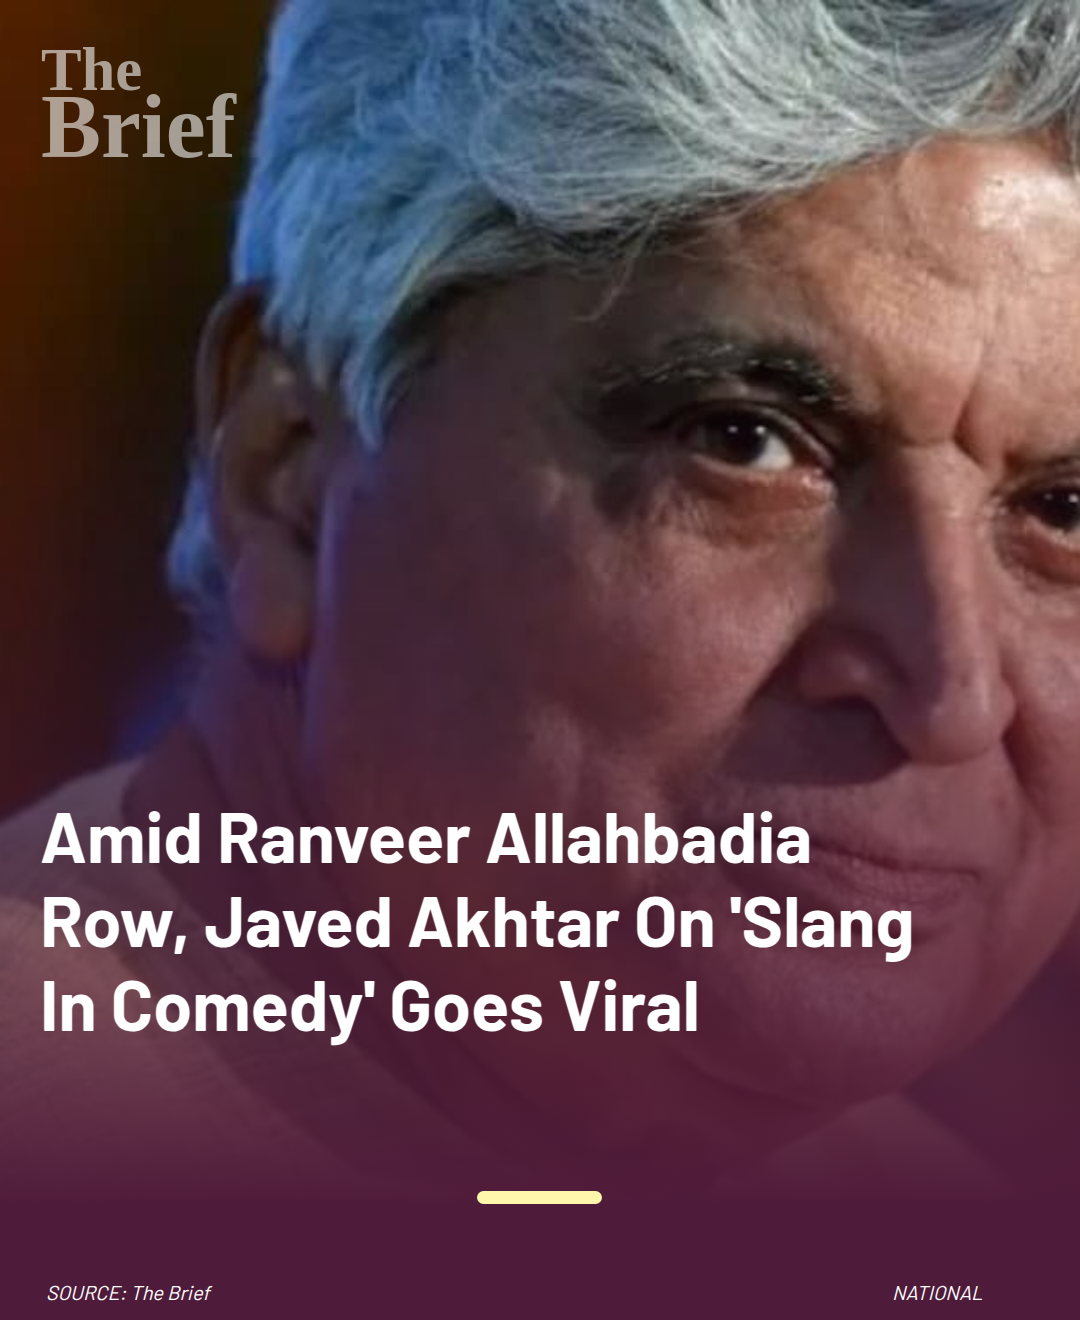 The
Brief
Amid Ranveer Allahbadia
Row, Javed Akhtar On 'Slang
In Comedy' Goes Viral
SOURCE: The Brief
NATIONAL